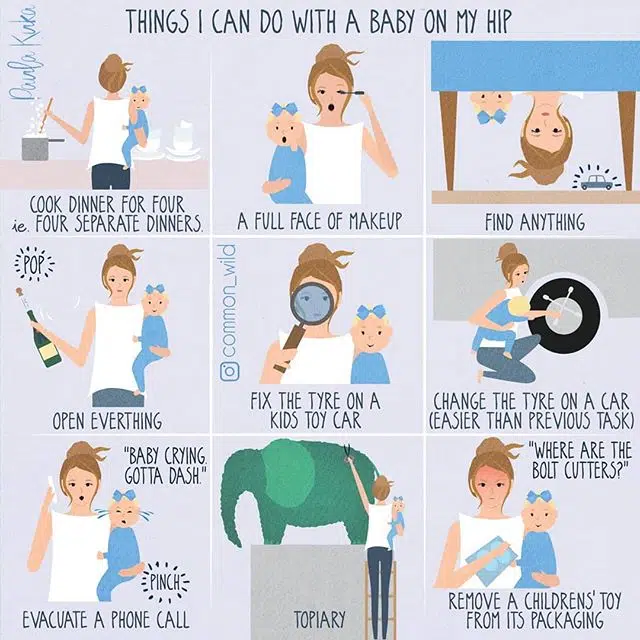 THINGS I CAN DO WITH A BABY ON MY HIP
Paula Kuka
COOK DINNER FOR FOUR
ie. FOUR SEPARATE DINNERS.
A FULL FACE OF MAKEUP
FIND ANYTHING
POP
OPEN EVERTHING
common_wild
FIX THE TYRE ON A
KIDS TOY CAR
CHANGE THE TYRE ON A CAR
(EASIER THAN PREVIOUS TASK)
"BABY CRYING.
GOTTA DASH."
PINCH
EVACUATE A PHONE CALL
TOPIARY
"WHERE ARE THE
BOLT CUTTERS?"
REMOVE A CHILDRENS' TOY
FROM ITS PACKAGING